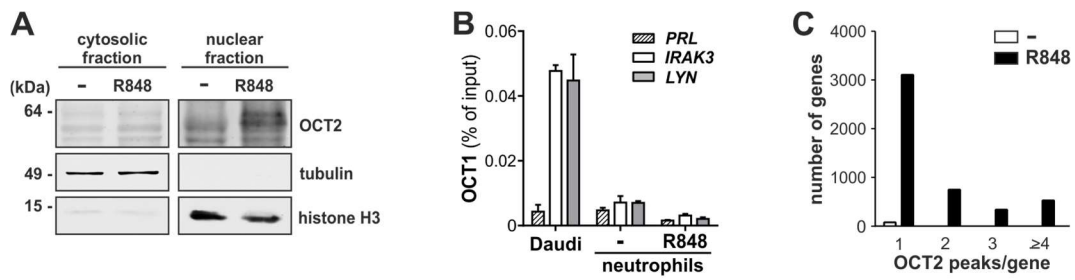 A
cytosolic fraction
nuclear fraction
(kDa)
- R848 - R848
64 -
OCT2
49 -
tubulin
15 -
histone H3
B
OCT1 (% of input)
0.06
0.04
0.02
0
PRL
IRAK3
LYN
Daudi - R848
neutrophils
C
number of genes
4000
3000
2000
1000
0
-
R848
1 2 3 ≥4
OCT2 peaks/gene